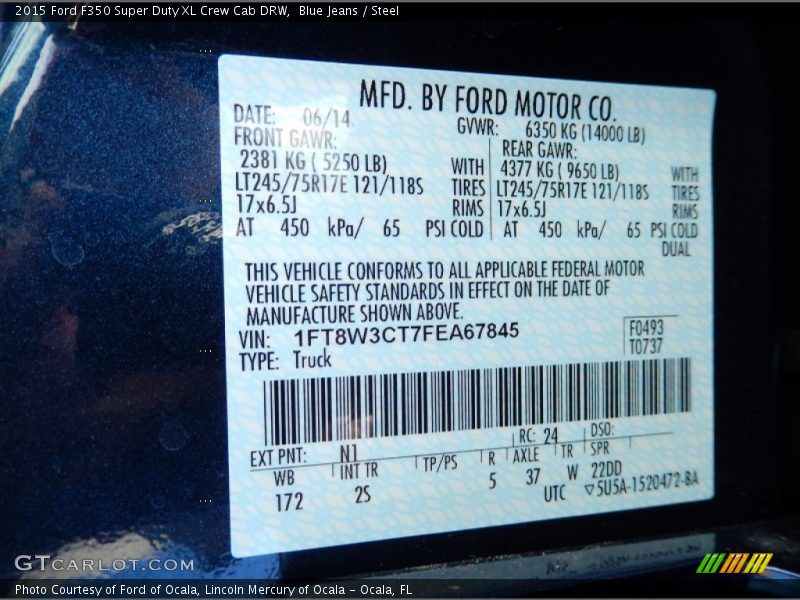 2015 Ford F350 Super Duty XL Crew Cab DRW,  Blue Jeans / Steel
MFD. BY FORD MOTOR CO.
DATE: 06/14
GVWR: 6350 KG (14000 LB)
FRONT GAWR:
2381 KG ( 5250 LB) WITH
LT245/75R17E 121/118S TIRES
17x6.5J RIMS
AT 450 kPa/ 65 PSI COLD
REAR GAWR:
4377 KG ( 9650 LB) WITH
LT245/75R17E 121/118S TIRES
17x6.5J RIMS
AT 450 kPa/ 65 PSI COLD
DUAL
THIS VEHICLE CONFORMS TO ALL APPLICABLE FEDERAL MOTOR
VEHICLE SAFETY STANDARDS IN EFFECT ON THE DATE OF
MANUFACTURE SHOWN ABOVE.
VIN: 1FT8W3CT7FEA67845
TYPE: Truck
F0493
T0737
EXT PNT: N1 RC: 24 DSO:
WB INT TR TP/PS R AXLE TR SPR
172 2S 5 37 W 22DD
UTC ▽5U5A-1520472-BA
GTCARLOT.COM
Photo Courtesy of Ford of Ocala, Lincoln Mercury of Ocala - Ocala, FL